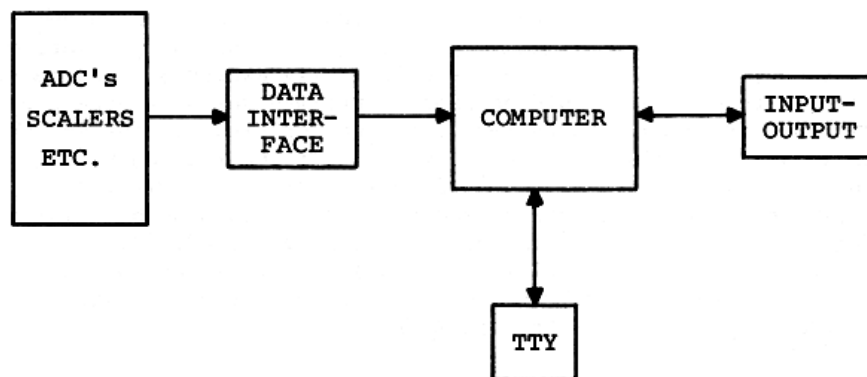 ADC's
SCALERS
ETC.
DATA
INTER-
FACE
COMPUTER
INPUT-
OUTPUT
TTY